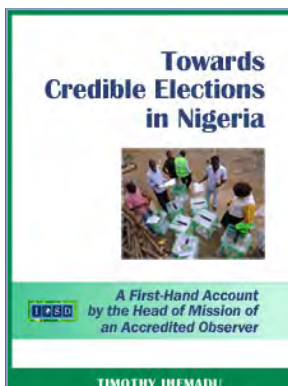 Towards
Credible Elections
in Nigeria
A First-Hand Account
by the Head of Mission of
an Accredited Observer
TIMOTHY IHEMADU